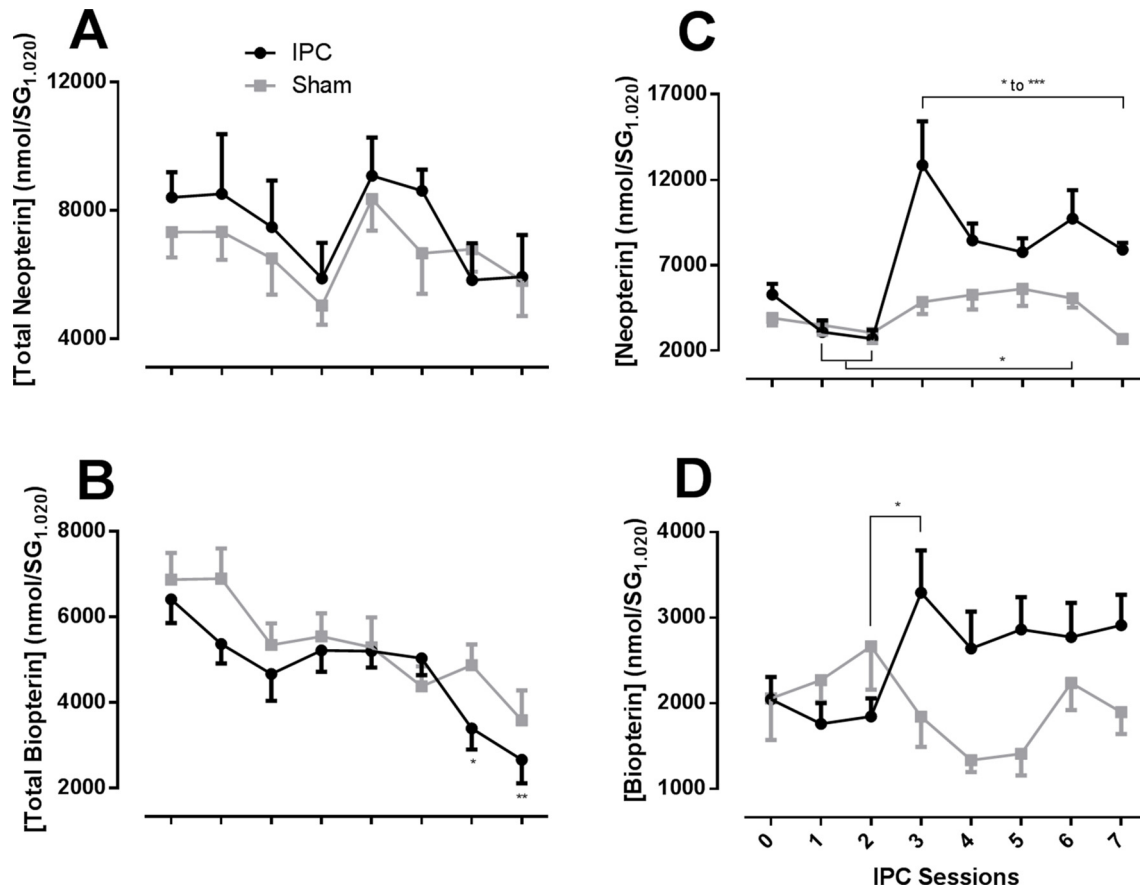 A
IPC
Sham
[Total Neopterin] (nmol/SG1.020)
12000
8000
4000
C
[Neopterin] (nmol/SG1.020)
17000
12000
7000
2000
* to ***
*
B
[Total Biopterin] (nmol/SG1.020)
8000
6000
4000
2000
*
**
D
[Biopterin] (nmol/SG1.020)
4000
3000
2000
1000
*
0 1 2 3 4 5 6 7
IPC Sessions